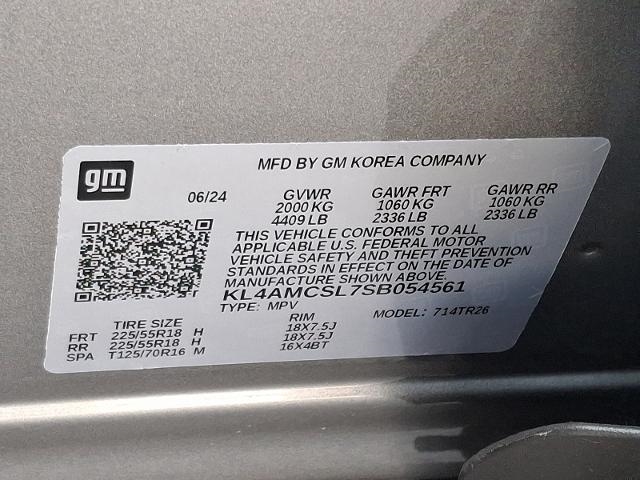 gm
MFD BY GM KOREA COMPANY
06/24
GVWR GAWR FRT GAWR RR
2000 KG 1060 KG 1060 KG
4409 LB 2336 LB 2336 LB
THIS VEHICLE CONFORMS TO ALL
APPLICABLE U.S. FEDERAL MOTOR
VEHICLE SAFETY AND THEFT PREVENTION
STANDARDS IN EFFECT ON THE DATE OF
MANUFACTURE SHOWN ABOVE.
KL4AMCSL7SB054561
TYPE: MPV MODEL: 714TR26
TIRE SIZE RIM
FRT 225/55R18 H 18X7.5J
RR 225/55R18 H 18X7.5J
SPA T125/70R16 M 16X4BT